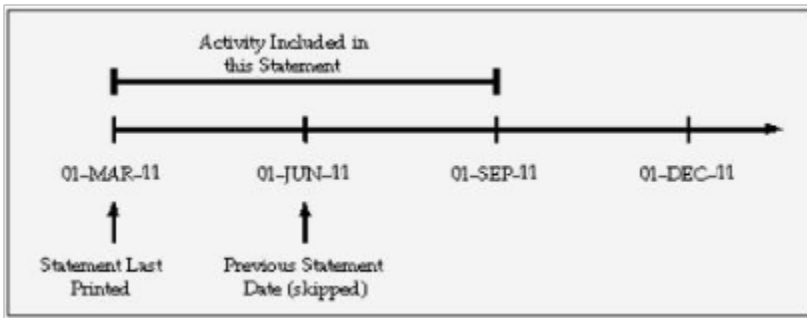 Activity Included in
this Statement
01-MAR-11 01-JUN-11 01-SEP-11 01-DEC-11
Statement Last Previous Statement
Printed Date (skipped)